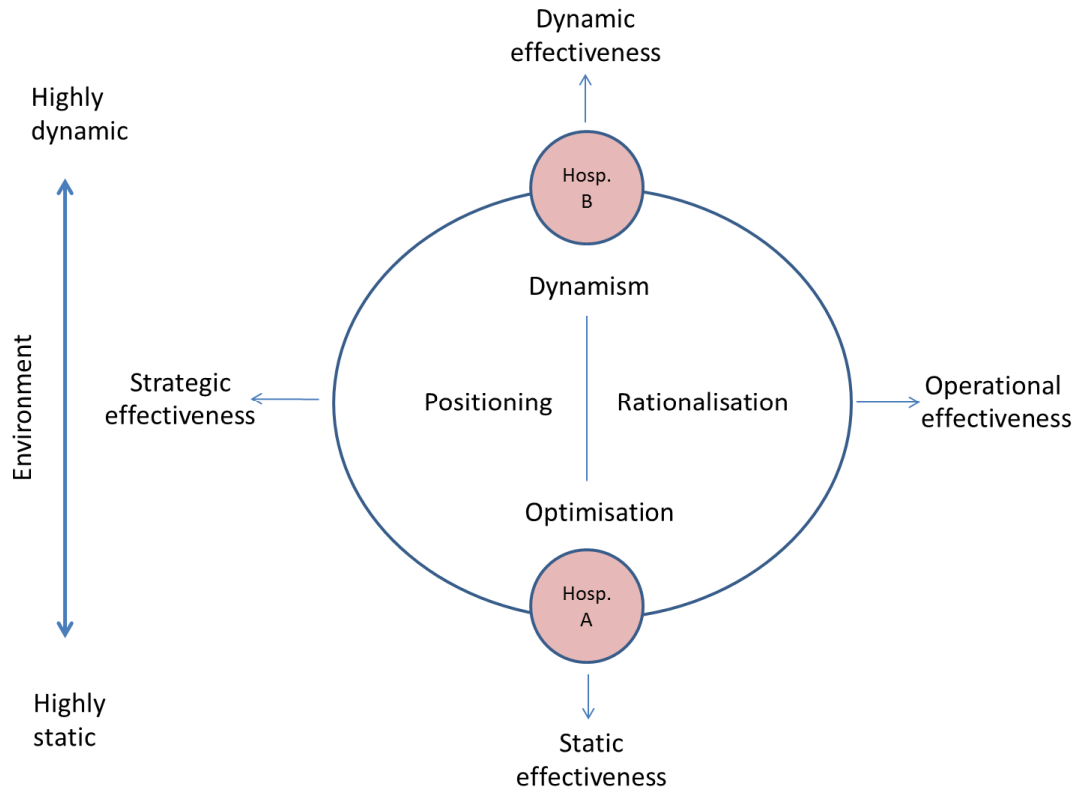 Dynamic
effectiveness
Highly
dynamic
Hosp.
B
Dynamism
Environment
Strategic
effectiveness
Positioning
Rationalisation
Operational
effectiveness
Optimisation
Hosp.
A
Highly
static
Static
effectiveness